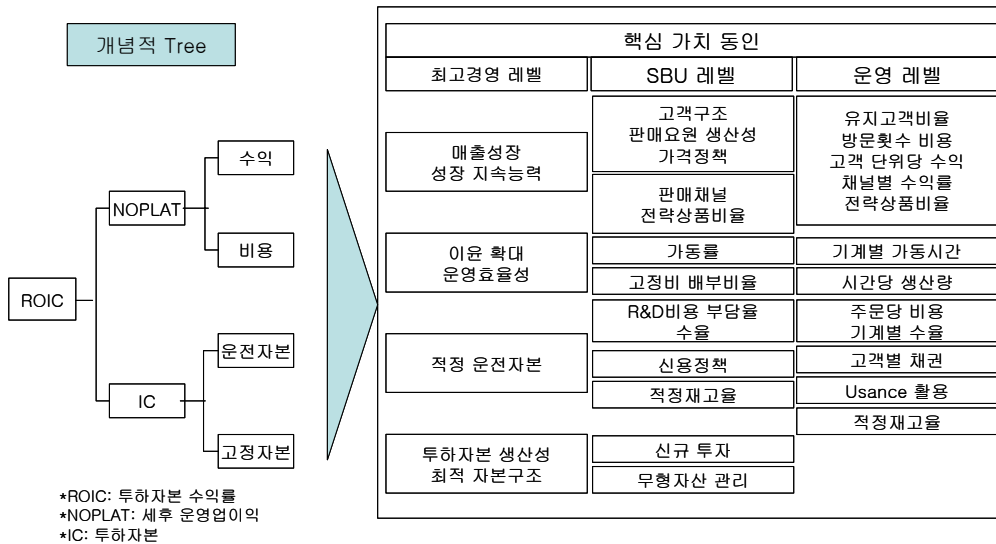 개념적 Tree
ROIC
NOPLAT
IC
수익
비용
운전자본
고정자본
*ROIC: 투하자본 수익률
*NOPLAT: 세후 운영업이익
*IC: 투하자본
핵심 가치 동인
최고경영 레벨
SBU 레벨
운영 레벨
매출성장
성장 지속능력
고객구조
판매요원 생산성
가격정책
판매채널
전략상품비율
유지고객비율
방문횟수 비용
고객 단위당 수익
채널별 수익률
전략상품비율
이윤 확대
운영효율성
가동률
고정비 배부비율
R&D비용 부담율
수율
기계별 가동시간
시간당 생산량
주문당 비용
기계별 수율
적정 운전자본
신용정책
적정재고율
고객별 채권
Usance 활용
적정재고율
투하자본 생산성
최적 자본구조
신규 투자
무형자산 관리